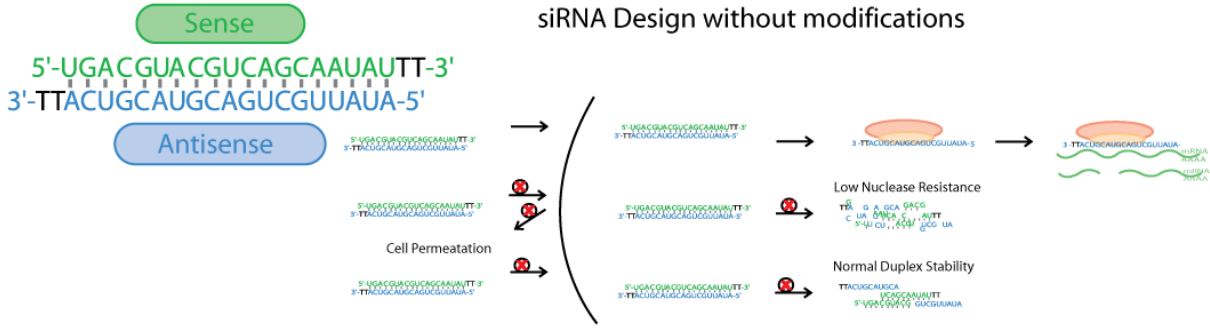 Sense
siRNA Design without modifications
5'-UGACGUACGUCAGCAAUAUTT-3'
3'-TTACUGCAUGCAGUCGUUAUA-5'
Antisense
5'-UGACGUACGUCAGCAAUAUTT-3'
3'-TTACUGCAUGCAGUCGUUAUA-5'
5'-UGACGUACGUCAGCAAUAUTT-3'
3'-TTACUGCAUGCAGUCGUUAUA-5'
3'-TTACUGCAUGCAGUCGUUAUA-5
3'-TTACUGCAUGCAGUCGUUAUA-
mRNA
AAAA
mRNA
AAAA
5'-UGACGUACGUCAGCAAUAUTT-3'
3'-TTACUGCAUGCAGUCGUUAUA-5'
5'-UGACGUACGUCAGCAAUAUTT-3'
3'-TTACUGCAUGCAGUCGUUAUA-5'
Low Nuclease Resistance
Cell Permeatation
5'-UGACGUACGUCAGCAAUAUTT-3'
3'-TTACUGCAUGCAGUCGUUAUA-5'
5'-UGACGUACGUCAGCAAUAUTT-3'
3'-TTACUGCAUGCAGUCGUUAUA-5'
Normal Duplex Stability
TTACUGCAUGCA
UCAGCAAUAUTT
5'-UGACGUACG GUCGUUAUA